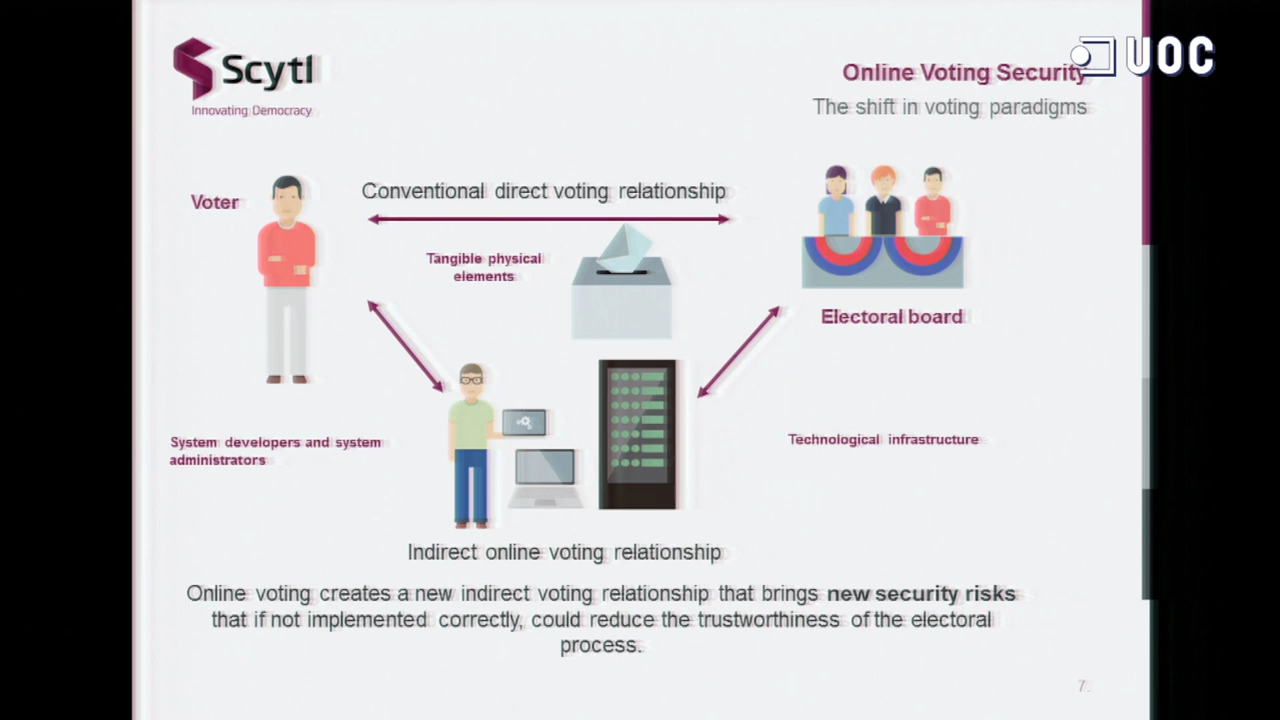 Scytl
Innovating Democracy
UOC
Online Voting Security
The shift in voting paradigms
Voter
Conventional direct voting relationship
Tangible physical
elements
Electoral board
System developers and system
administrators
Technological infrastructure
Indirect online voting relationship
Online voting creates a new indirect voting relationship that brings new security risks
that if not implemented correctly, could reduce the trustworthiness of the electoral
process.
7